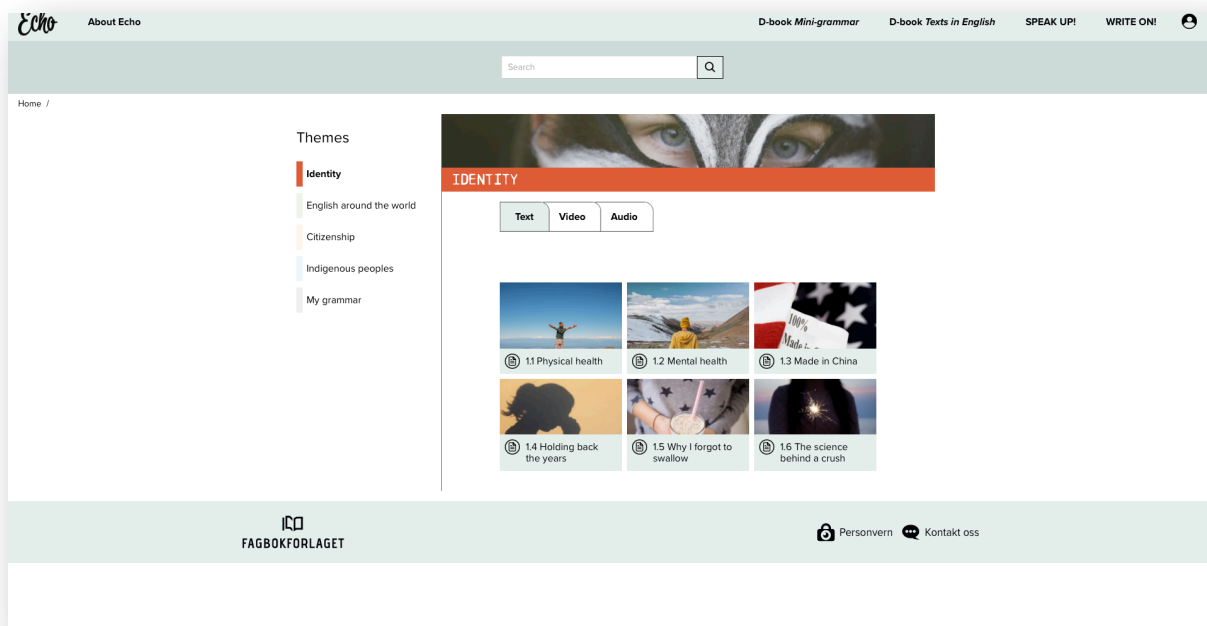 Echo
About Echo
D-book Mini-grammar
D-book Texts in English
SPEAK UP!
WRITE ON!
Search
Home /
Themes
Identity
English around the world
Citizenship
Indigenous peoples
My grammar
IDENTITY
Text
Video
Audio
100%
Made in
1.1 Physical health
1.2 Mental health
1.3 Made in China
1.4 Holding back
the years
1.5 Why I forgot to
swallow
1.6 The science
behind a crush
FAGBOKFORLAGET
Personvern
Kontakt oss